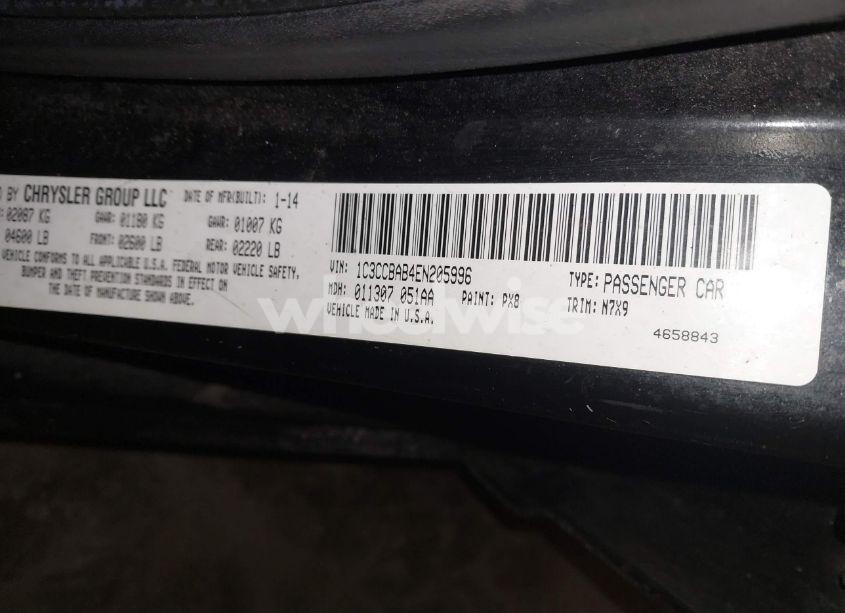 D BY CHRYSLER GROUP LLC DATE OF MFR(BUILT): 1-14
02087 KG GAWR: 01180 KG GAWR: 01007 KG
04600 LB FRONT: 02600 LB REAR: 02220 LB
VEHICLE CONFORMS TO ALL APPLICABLE U.S.A. FEDERAL MOTOR VEHICLE SAFETY,
BUMPER AND THEFT PREVENTION STANDARDS IN EFFECT ON
THE DATE OF MANUFACTURE SHOWN ABOVE.
VIN: 1C3CCBAB4EN205996 TYPE: PASSENGER CAR
MDH: 011307 051AA PAINT: PX8 TRIM: N7X9
VEHICLE MADE IN U.S.A.
4658843
wheelwise